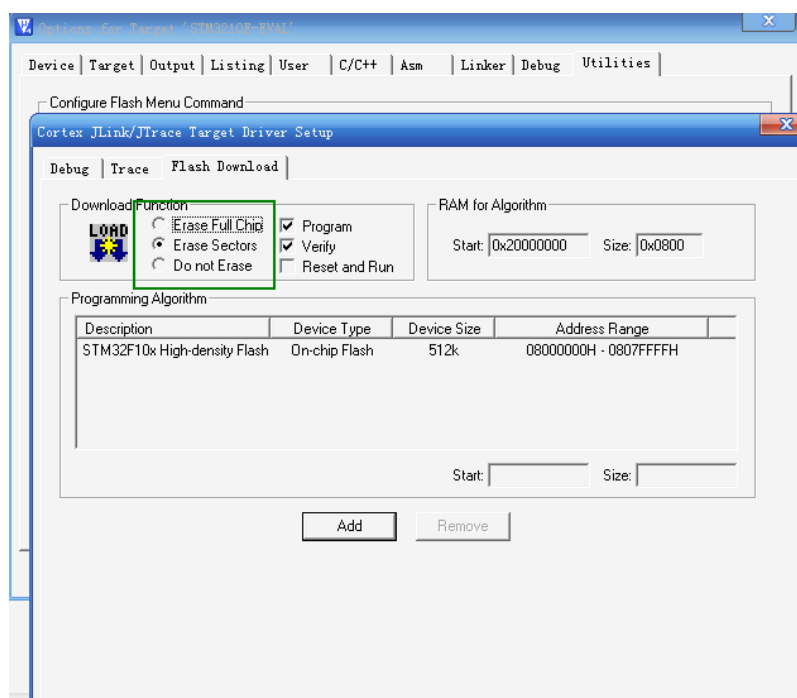 Options for Target 'STM3210E-EVAL'
Device Target Output Listing User C/C++ Asm Linker Debug Utilities
Configure Flash Menu Command
Cortex JLink/JTrace Target Driver Setup
Debug Trace Flash Download
Download Function
RAM for Algorithm
LOAD
Erase Full Chip
Program
Erase Sectors
Verify
Start: 0x20000000 Size: 0x0800
Do not Erase
Reset and Run
Programming Algorithm
Description Device Type Device Size Address Range
STM32F10x High-density Flash On-chip Flash 512k 08000000H - 0807FFFFH
Start: Size:
Add Remove